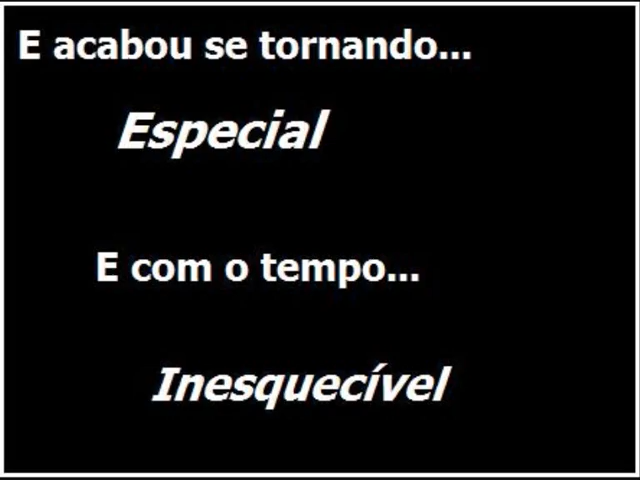 E acabou se tornando...
Especial
E com o tempo...
Inesquecível